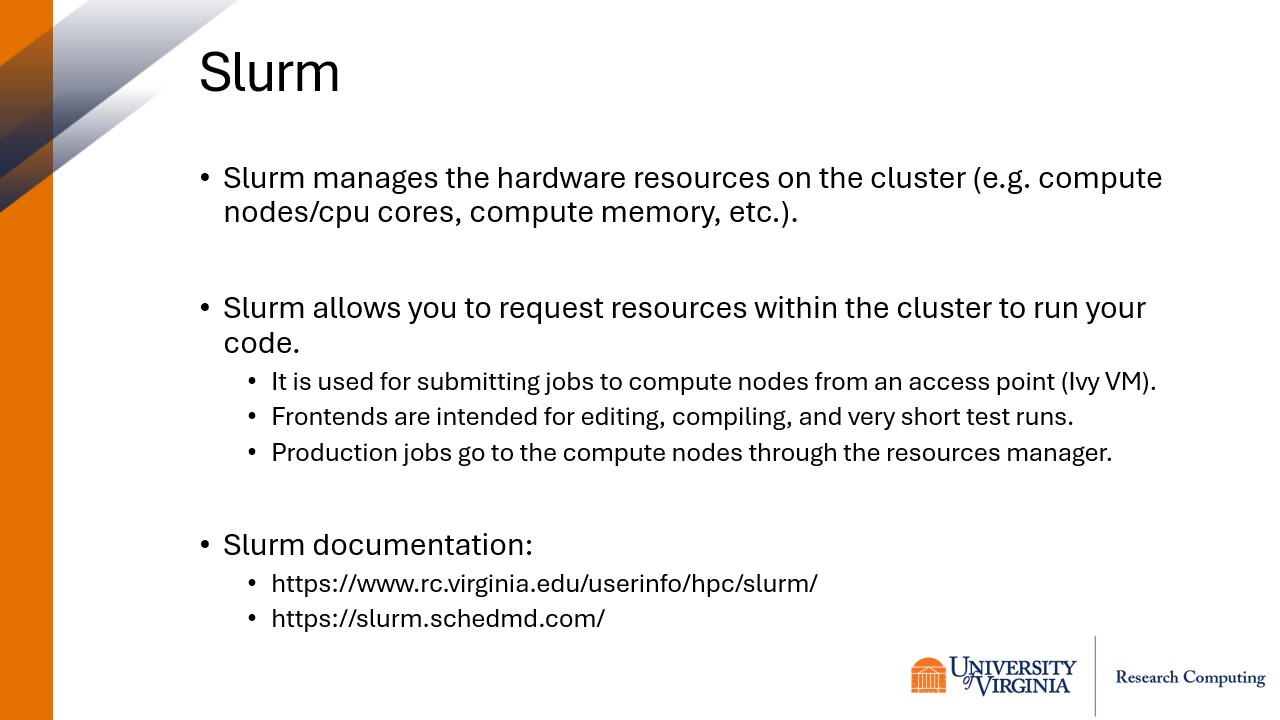 Slurm
• Slurm manages the hardware resources on the cluster (e.g. compute
nodes/cpu cores, compute memory, etc.).
• Slurm allows you to request resources within the cluster to run your
code.
• It is used for submitting jobs to compute nodes from an access point (Ivy VM).
• Frontends are intended for editing, compiling, and very short test runs.
• Production jobs go to the compute nodes through the resources manager.
• Slurm documentation:
• https://www.rc.virginia.edu/userinfo/hpc/slurm/
• https://slurm.schedmd.com/
UNIVERSITY
of VIRGINIA
Research Computing